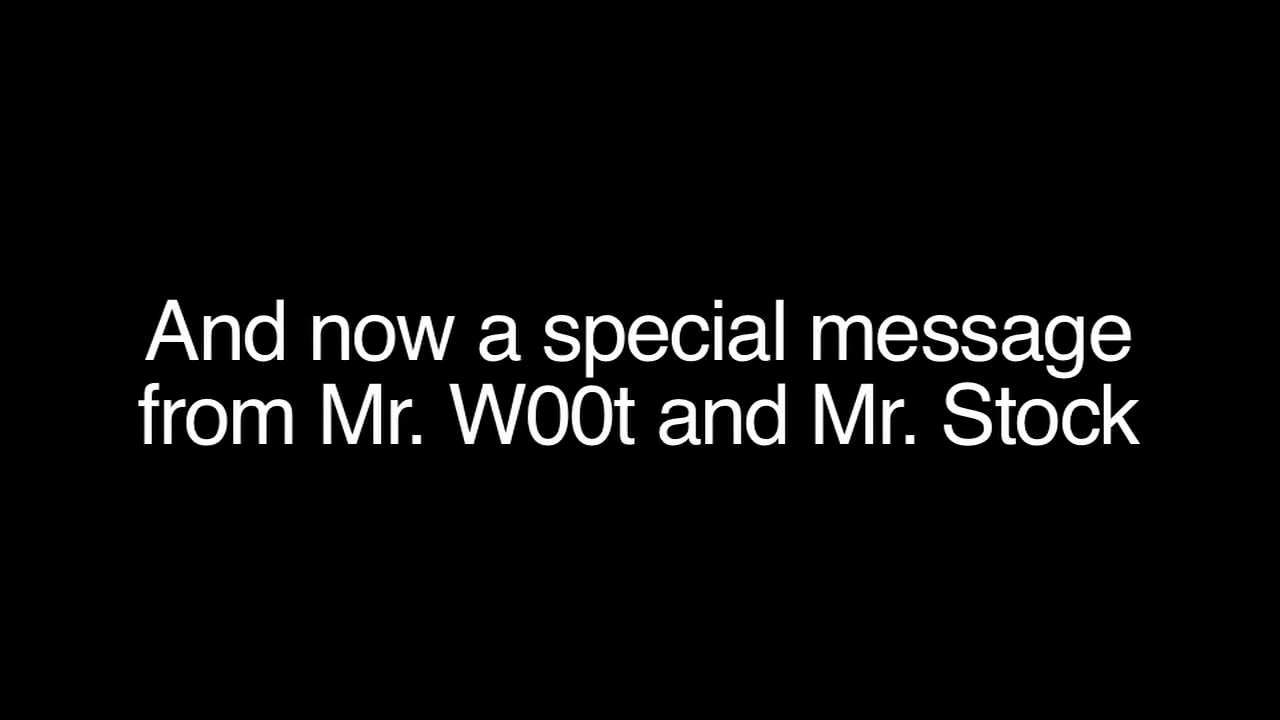 And now a special message
from Mr. W00t and Mr. Stock